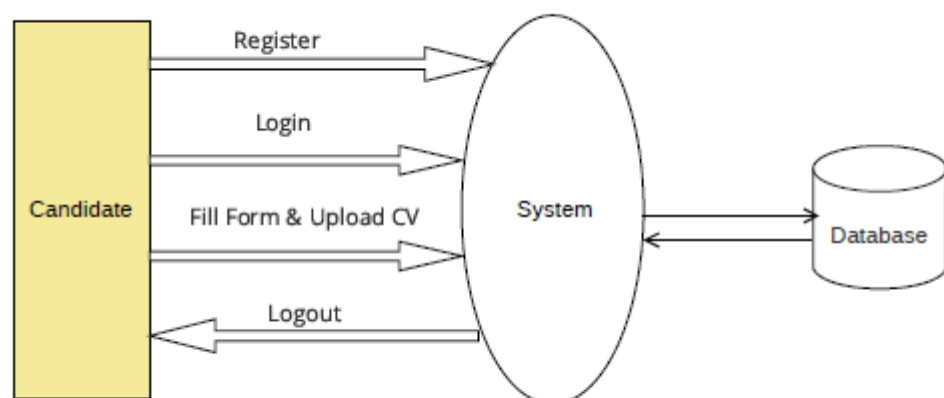 Register
Login
Candidate
Fill Form & Upload CV
System
Database
Logout